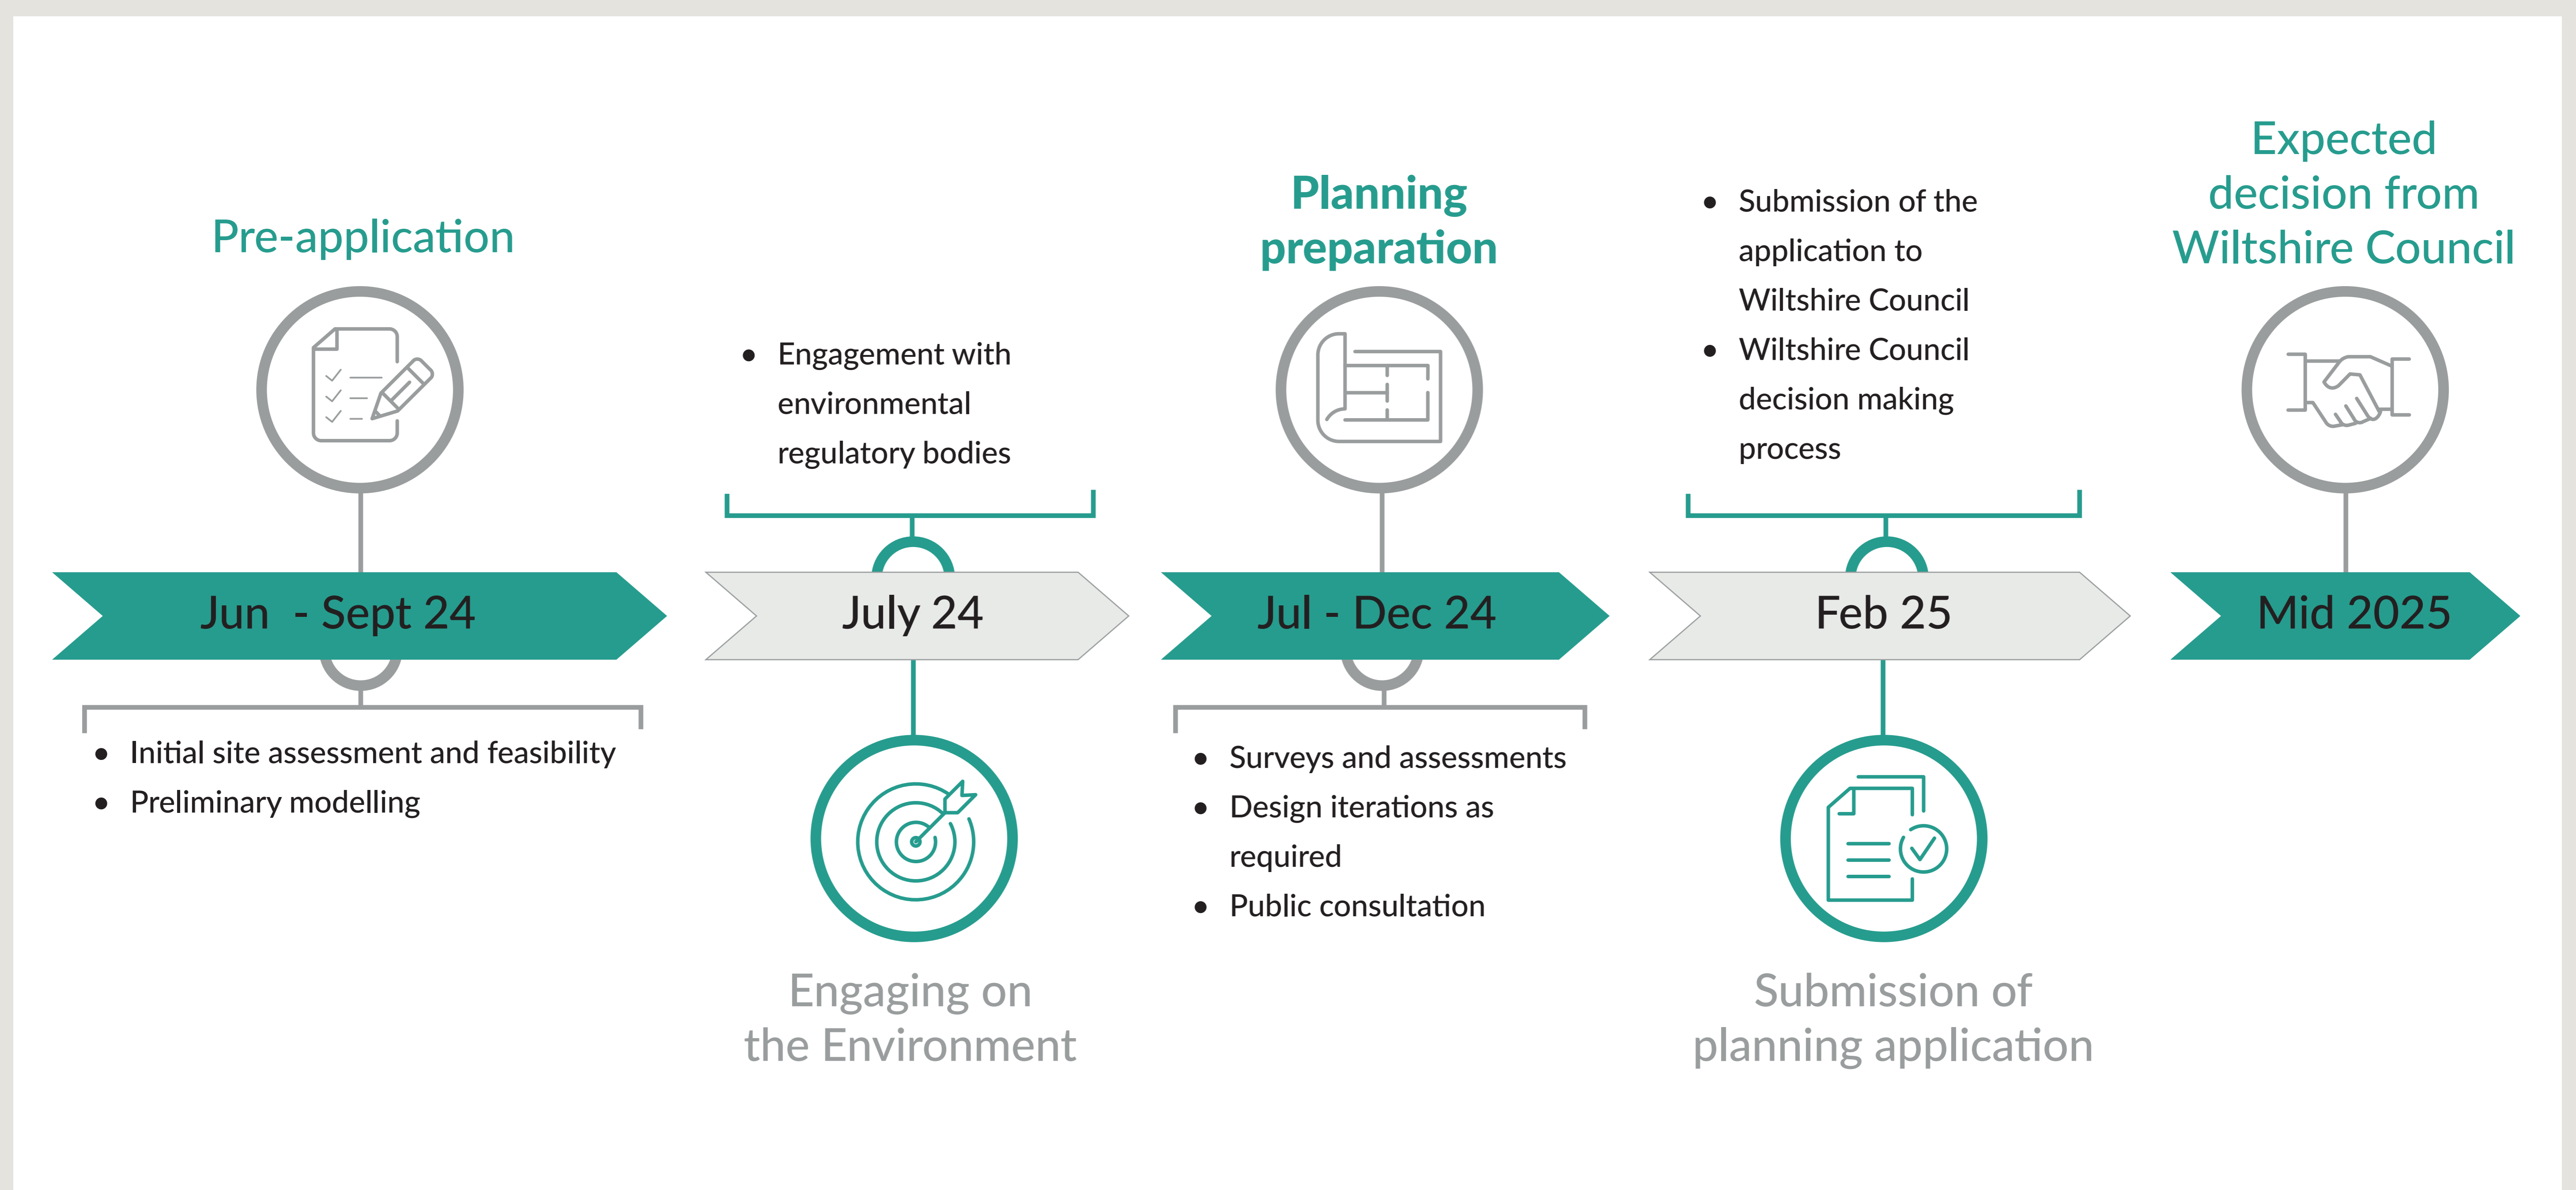 Pre-application
Jun - Sept 24
• Initial site assessment and feasibility
• Preliminary modelling
• Engagement with
environmental
regulatory bodies
July 24
Engaging on
the Environment
Planning
preparation
Jul - Dec 24
• Surveys and assessments
• Design iterations as
required
• Public consultation
• Submission of the
application to
Wiltshire Council
• Wiltshire Council
decision making
process
Feb 25
Submission of
planning application
Expected
decision from
Wiltshire Council
Mid 2025